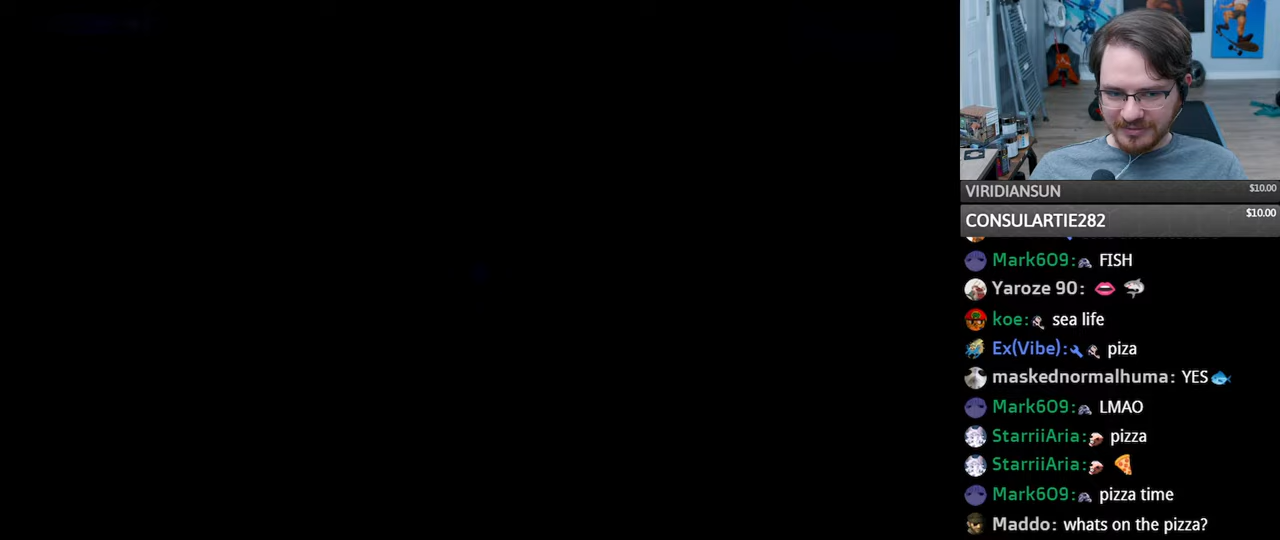 VIRIDIANSUN $10.00
CONSULARTIE282 $10.00
Mark609: FISH
Yaroze 90:
koe: sea life
Ex(Vibe): piza
maskednormalhuma: YES
Mark609: LMAO
StarriiAria: pizza
StarriiAria:
Mark609: pizza time
Maddo: whats on the pizza?